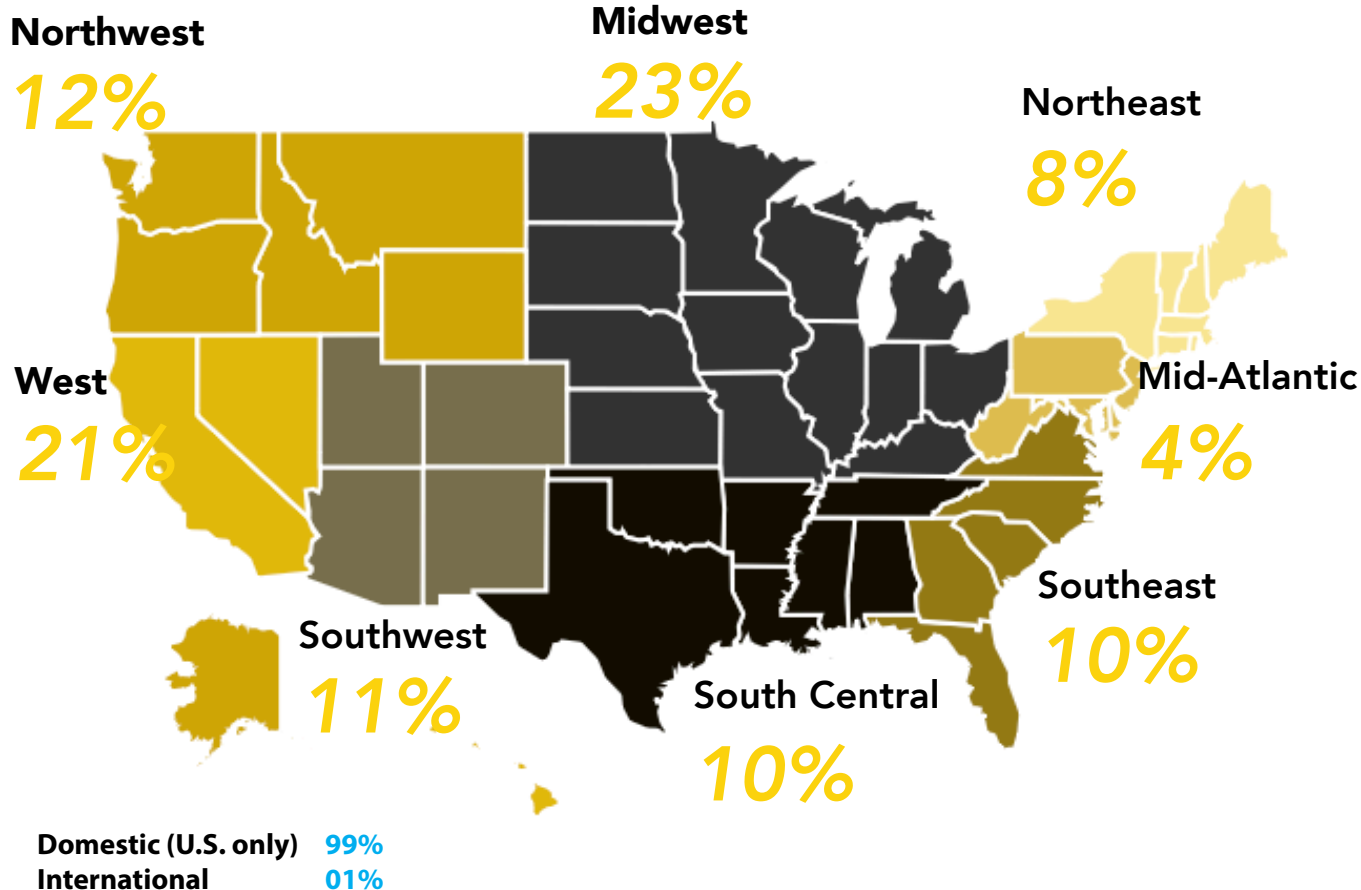 Northwest
12%
Midwest
23%
Northeast
8%
West
21%
Mid-Atlantic
4%
Southwest
11%
South Central
10%
Southeast
10%
Domestic (U.S. only) 99%
International 01%